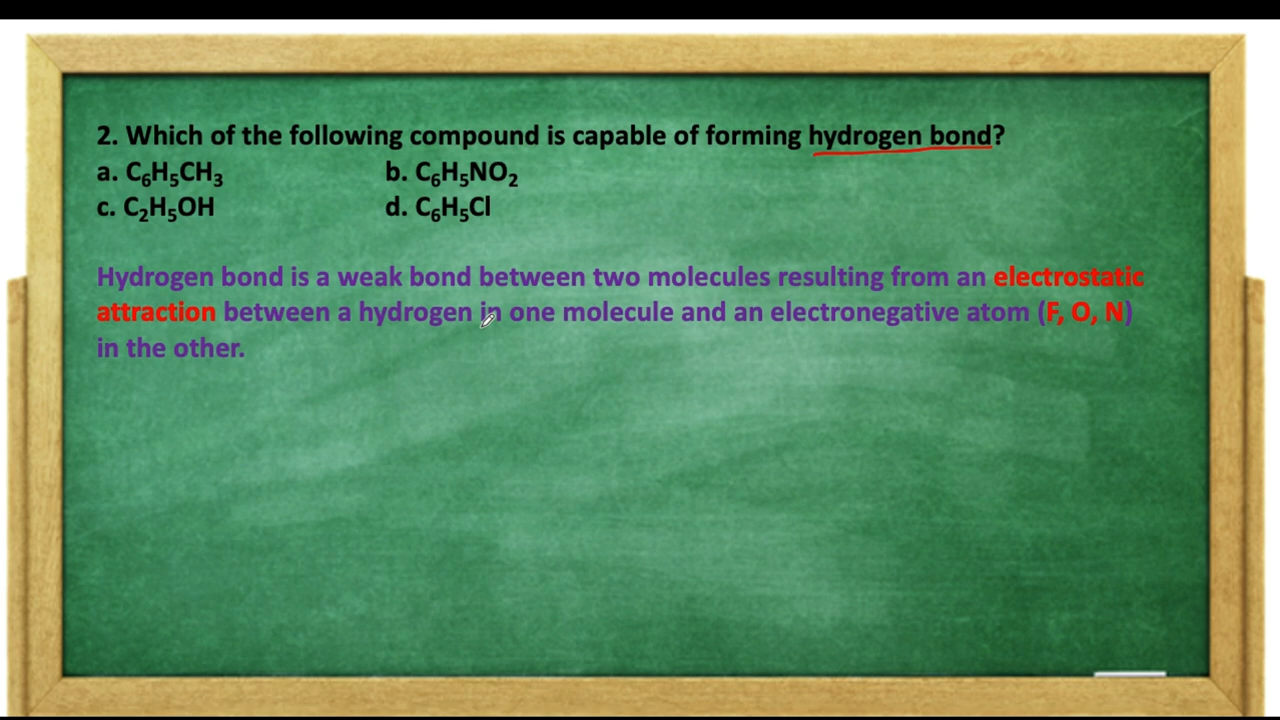 2. Which of the following compound is capable of forming hydrogen bond?
a. C₆H₅CH₃ b. C₆H₅NO₂
c. C₂H₅OH d. C₆H₅Cl
Hydrogen bond is a weak bond between two molecules resulting from an electrostatic
attraction between a hydrogen in one molecule and an electronegative atom (F, O, N)
in the other.